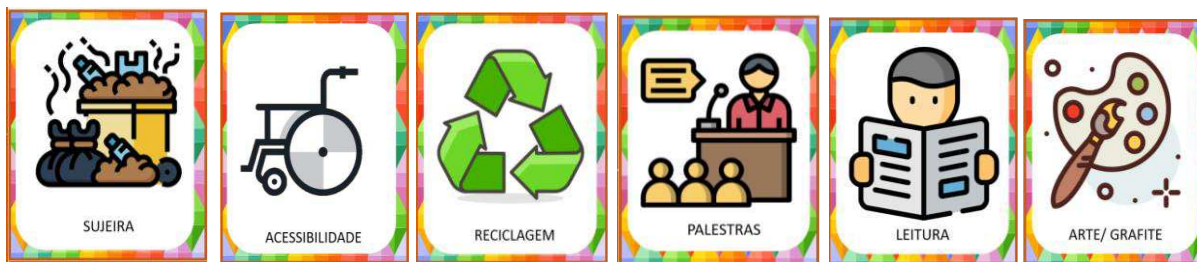 SUJEIRA
ACESSIBILIDADE
RECICLAGEM
PALESTRAS
LEITURA
ARTE/ GRAFITE